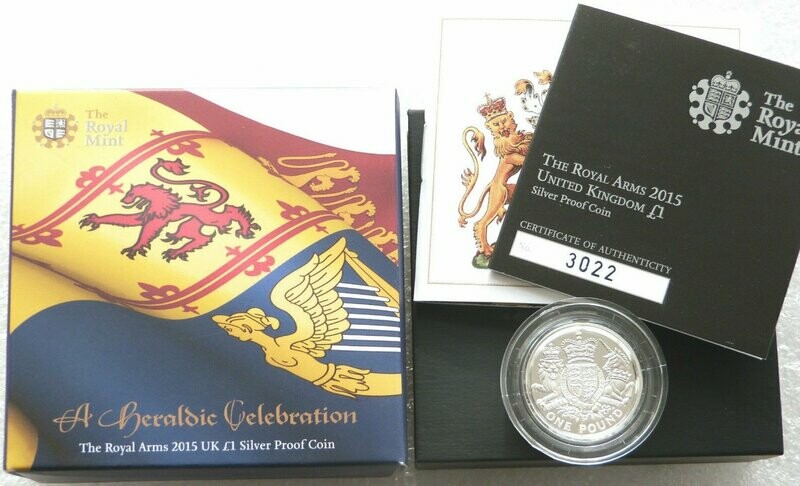 The
Royal
Mint
A Heraldic Celebration
The Royal Arms 2015 UK £1 Silver Proof Coin
The
Royal
Mint
The Royal Arms 2015
United Kingdom £1
Silver Proof Coin
CERTIFICATE OF AUTHENTICITY
No. 3022
ONE POUND